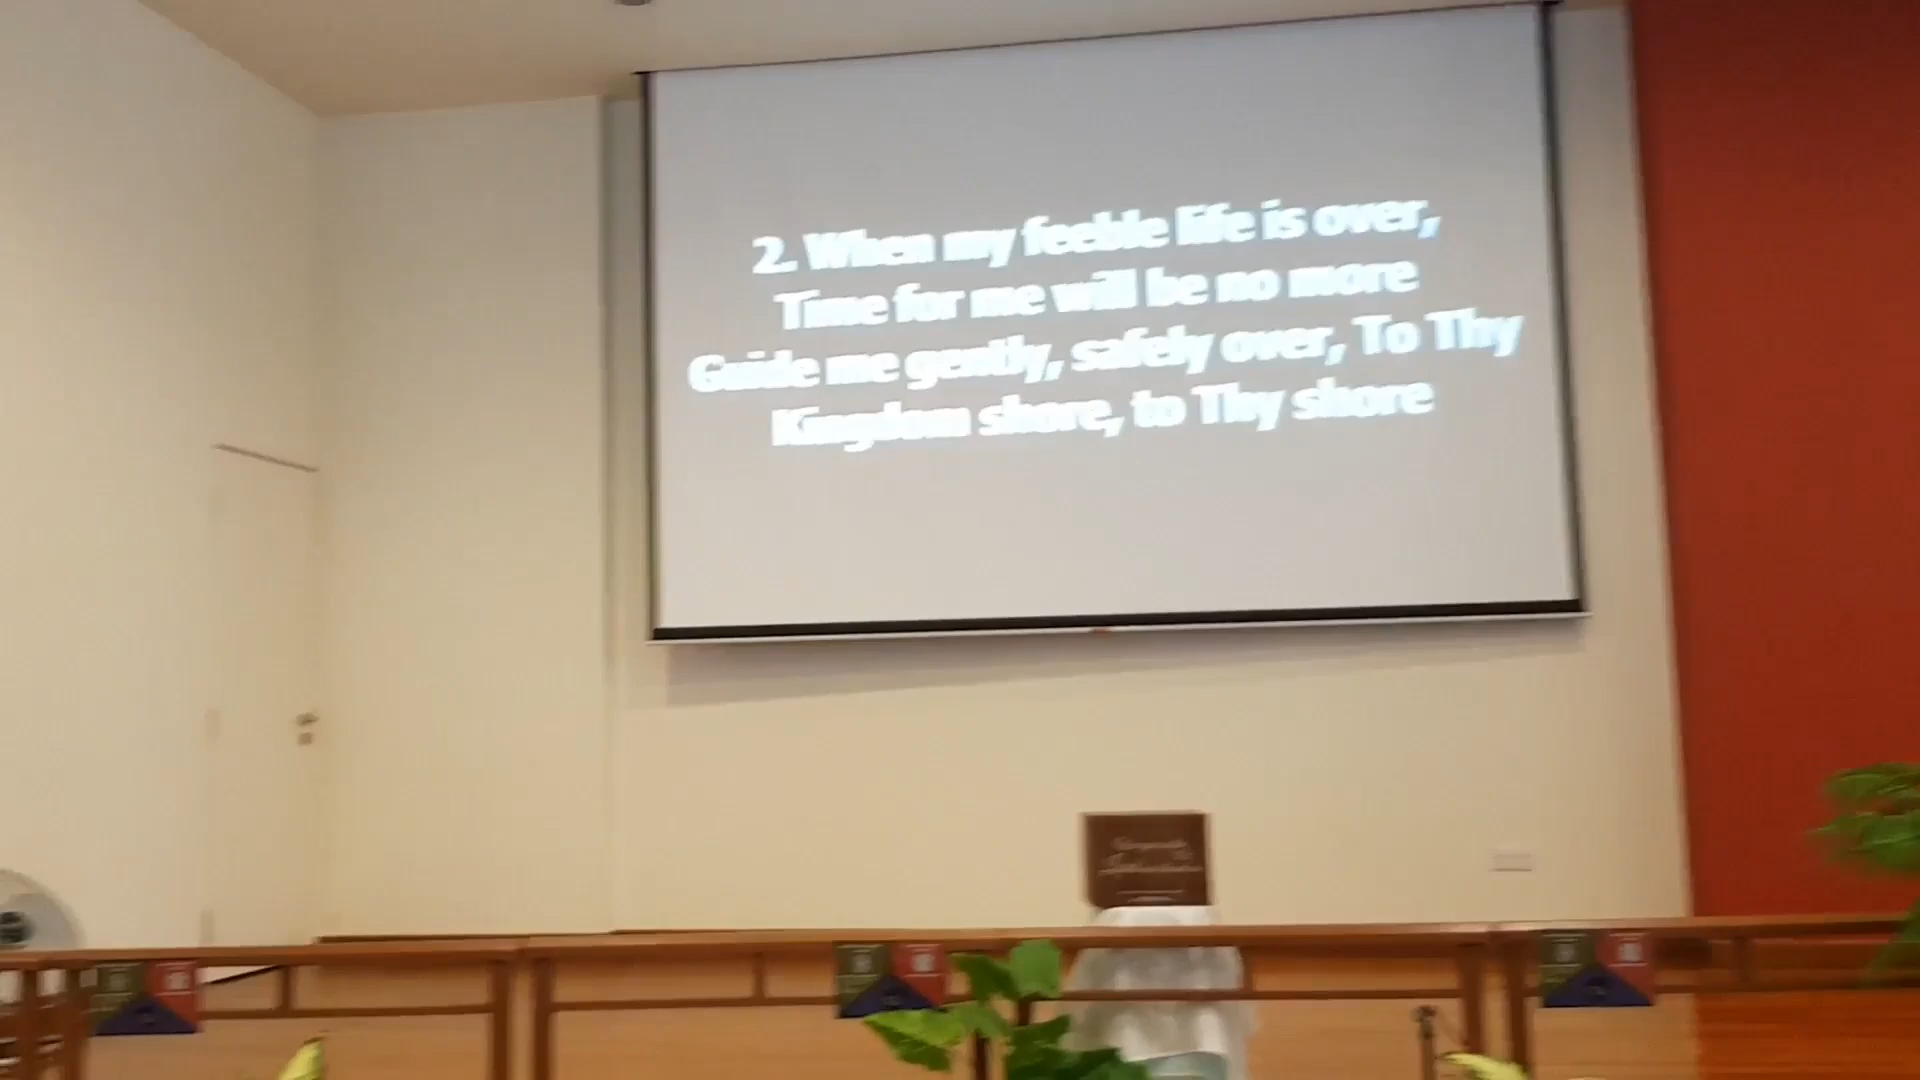 2. When my feeble life is over,
Time for me will be no more
Guide me gently, safely over, To Thy
Kingdom shore, to Thy shore